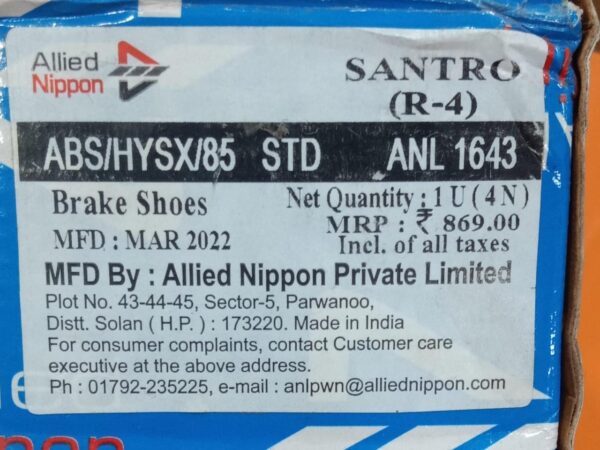 Allied
Nippon
SANTRO
(R-4)
ABS/HYSX/85 STD ANL 1643
Brake Shoes
Net Quantity : 1 U ( 4 N )
MFD : MAR 2022
MRP : ₹ 869.00
Incl. of all taxes
MFD By : Allied Nippon Private Limited
Plot No. 43-44-45, Sector-5, Parwanoo,
Distt. Solan ( H.P. ) : 173220. Made in India
For consumer complaints, contact Customer care
executive at the above address.
Ph : 01792-235225, e-mail : anlpwn@alliednippon.com